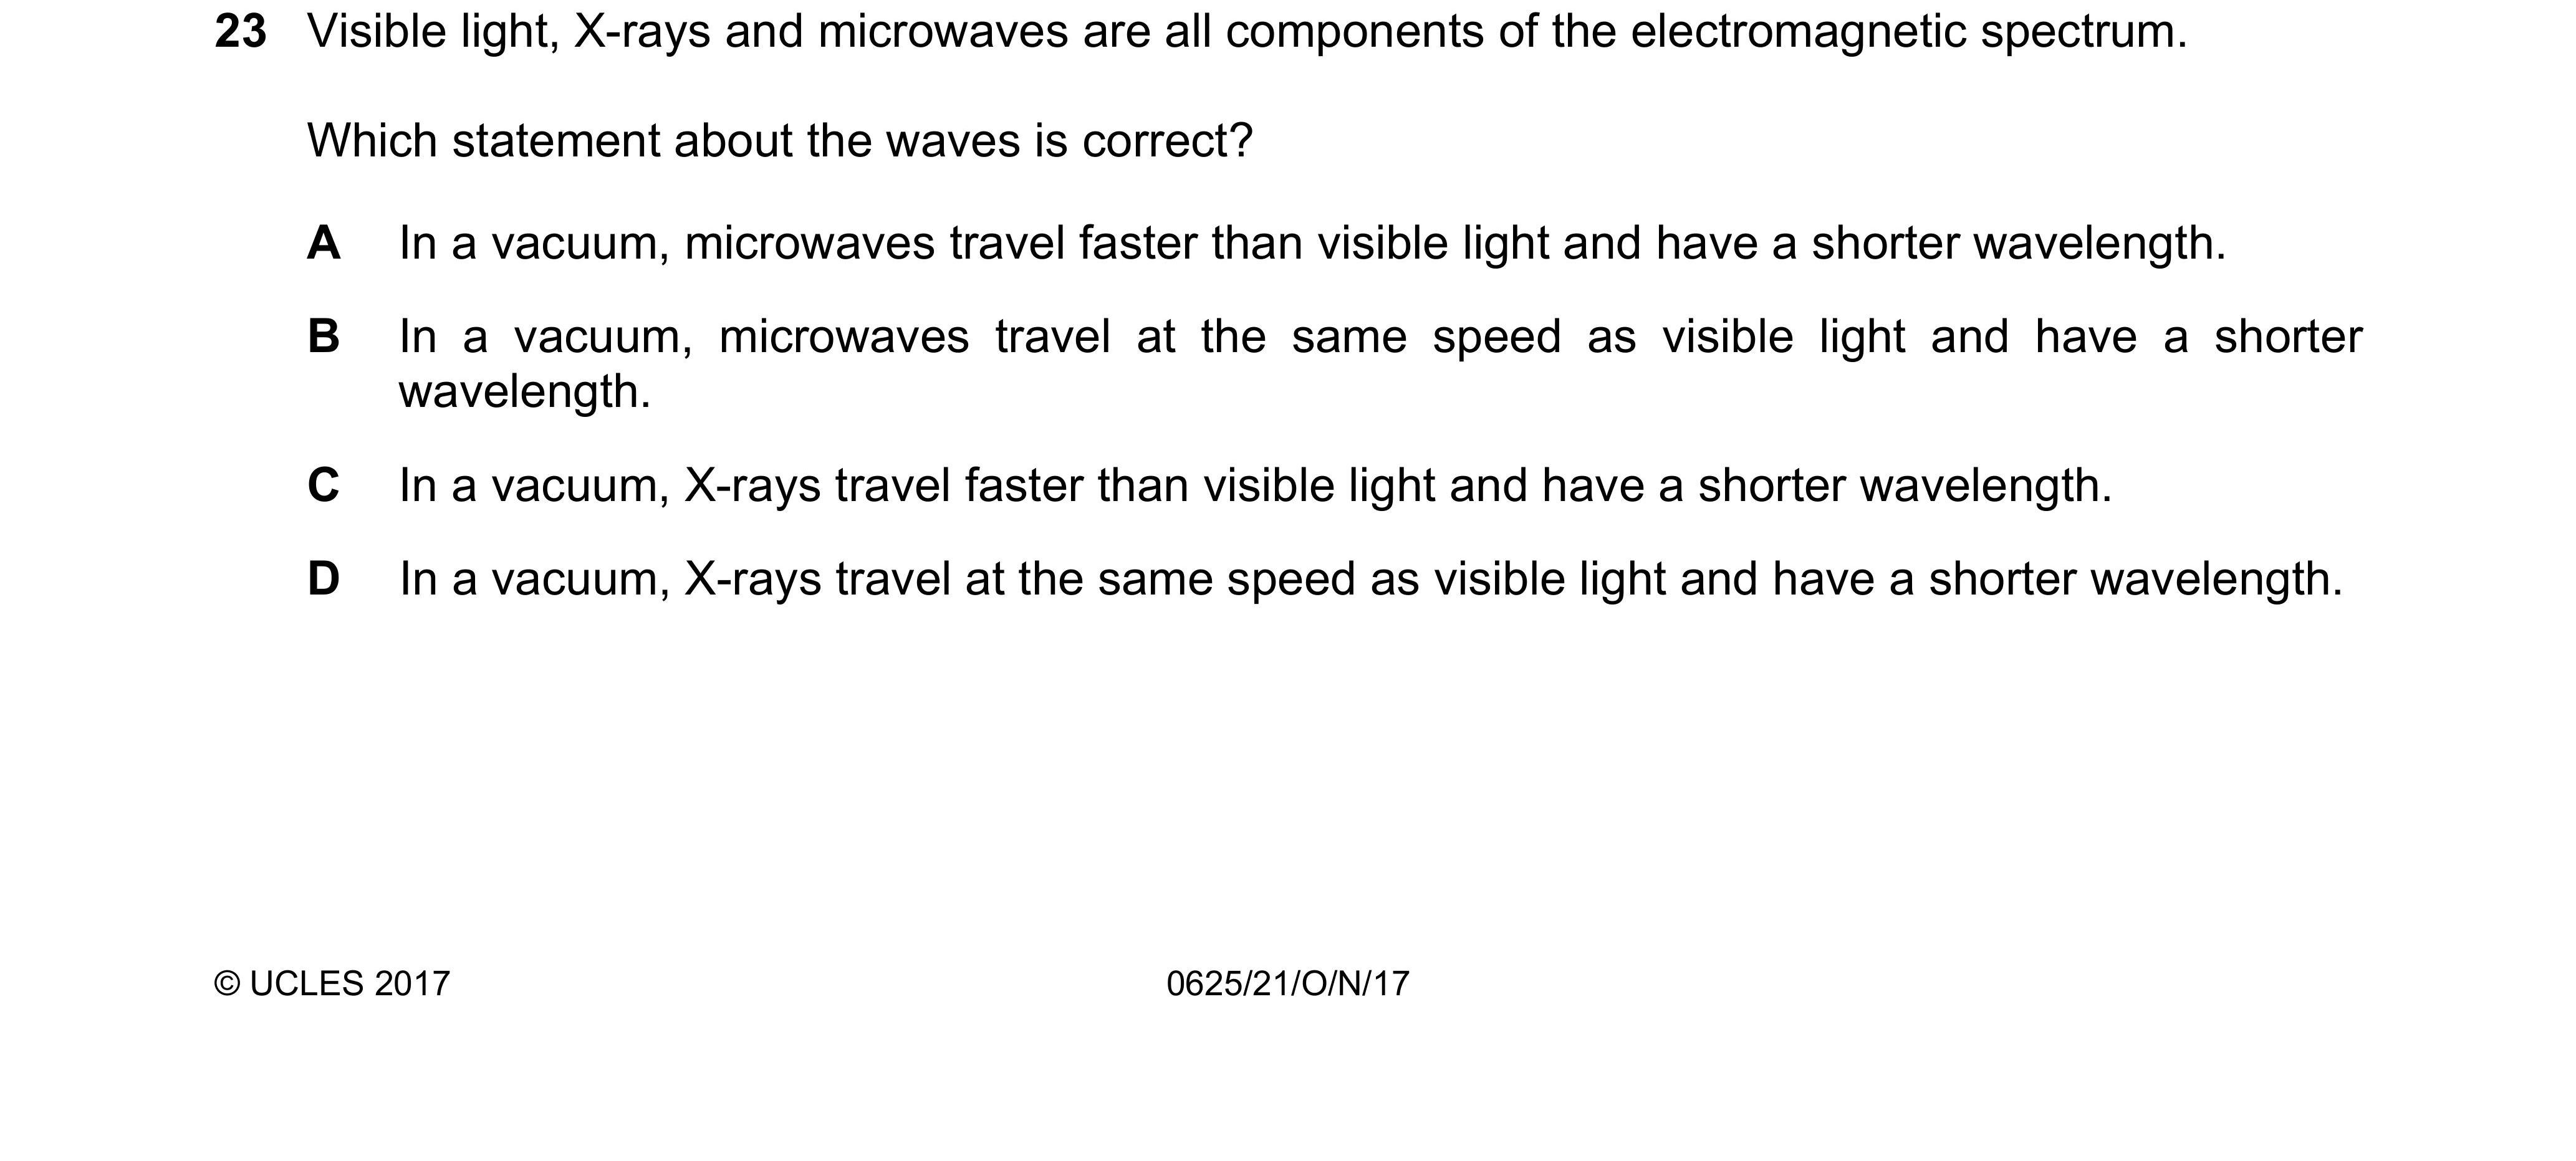 23 Visible light, X-rays and microwaves are all components of the electromagnetic spectrum.
Which statement about the waves is correct?
A In a vacuum, microwaves travel faster than visible light and have a shorter wavelength.
B In a vacuum, microwaves travel at the same speed as visible light and have a shorter
wavelength.
C In a vacuum, X-rays travel faster than visible light and have a shorter wavelength.
D In a vacuum, X-rays travel at the same speed as visible light and have a shorter wavelength.
© UCLES 2017 0625/21/O/N/17